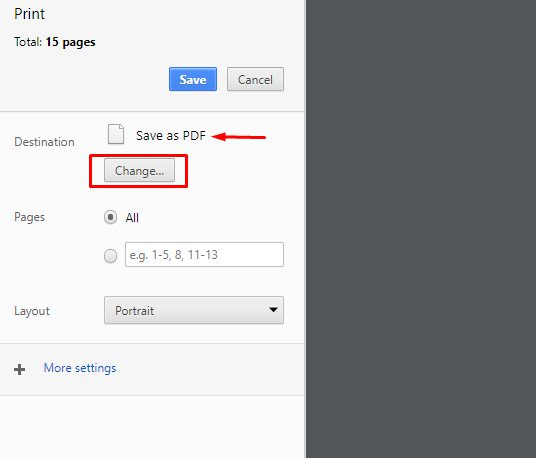 Print
Total: 15 pages
Save Cancel
Destination Save as PDF
Change...
Pages All
e.g. 1-5, 8, 11-13
Layout Portrait
More settings